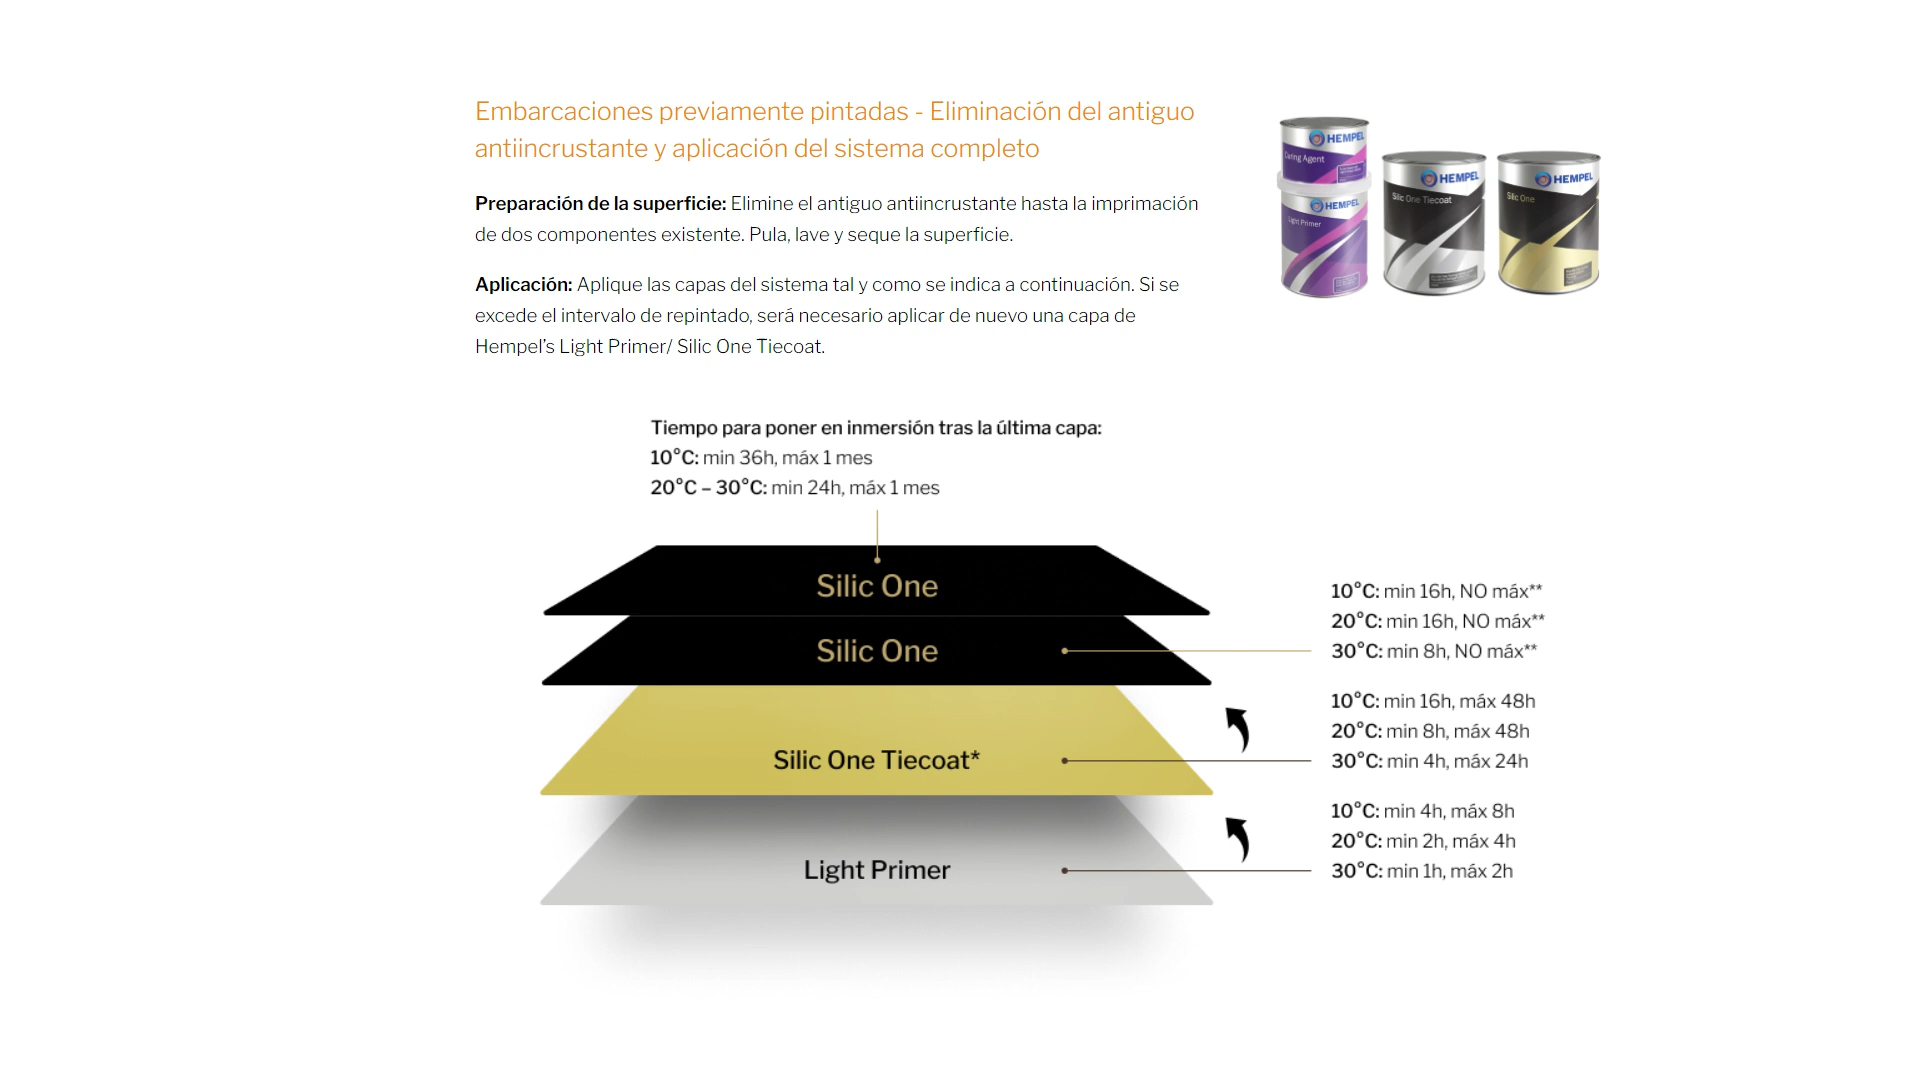 Embarcaciones previamente pintadas - Eliminación del antiguo
antiincrustante y aplicación del sistema completo
Preparación de la superficie: Elimine el antiguo antiincrustante hasta la imprimación
de dos componentes existente. Pula, lave y seque la superficie.
Aplicación: Aplique las capas del sistema tal y como se indica a continuación. Si se
excede el intervalo de repintado, será necesario aplicar de nuevo una capa de
Hempel's Light Primer/ Silic One Tiecoat.
HEMPEL
Curing Agent
HEMPEL
Light Primer
HEMPEL
Silic One Tiecoat
HEMPEL
Silic One
Tiempo para poner en inmersión tras la última capa:
10°C: min 36h, máx 1 mes
20°C – 30°C: min 24h, máx 1 mes
Silic One
Silic One
10°C: min 16h, NO máx**
20°C: min 16h, NO máx**
30°C: min 8h, NO máx**
Silic One Tiecoat*
10°C: min 16h, máx 48h
20°C: min 8h, máx 48h
30°C: min 4h, máx 24h
Light Primer
10°C: min 4h, máx 8h
20°C: min 2h, máx 4h
30°C: min 1h, máx 2h